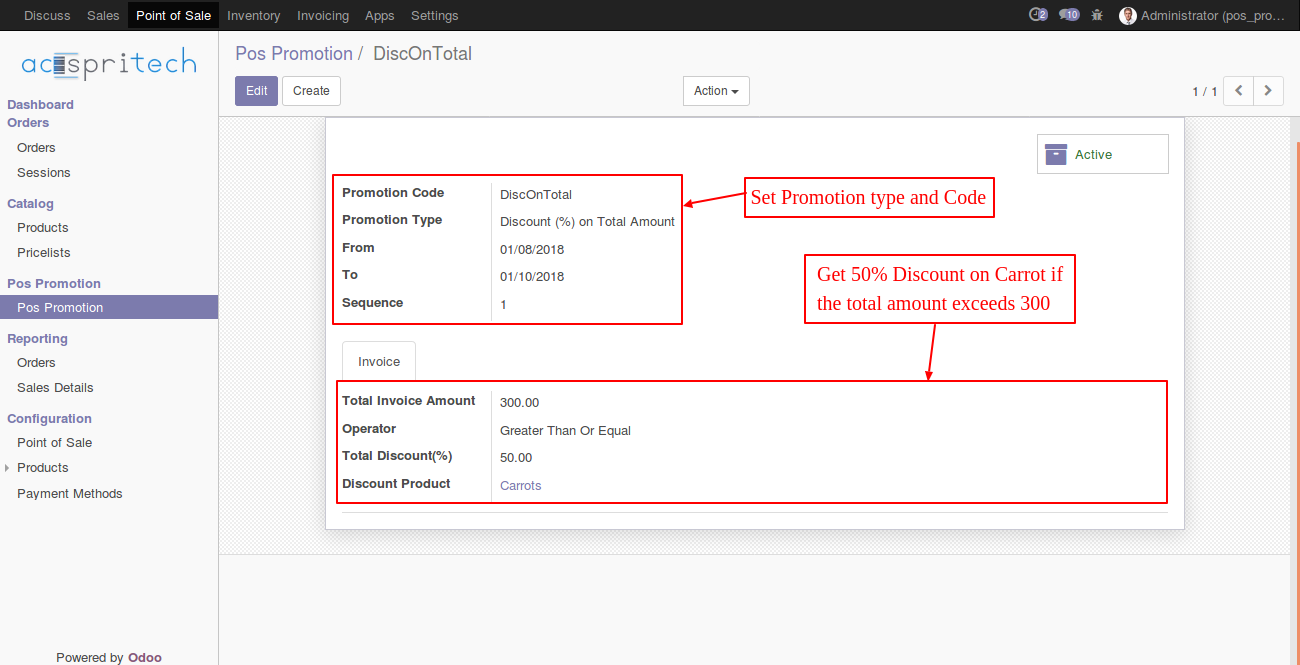 Discuss Sales Point of Sale Inventory Invoicing Apps Settings 2 10 Administrator (pos_pro...
acespritech
Pos Promotion / DiscOnTotal
Edit Create Action 1 / 1
Dashboard
Orders
Orders
Sessions
Catalog
Products
Pricelists
Pos Promotion
Pos Promotion
Reporting
Orders
Sales Details
Configuration
Point of Sale
Products
Payment Methods
Powered by Odoo
Active
Promotion Code DiscOnTotal
Promotion Type Discount (%) on Total Amount
From 01/08/2018
To 01/10/2018
Sequence 1
Set Promotion type and Code
Get 50% Discount on Carrot if
the total amount exceeds 300
Invoice
Total Invoice Amount 300.00
Operator Greater Than Or Equal
Total Discount(%) 50.00
Discount Product Carrots